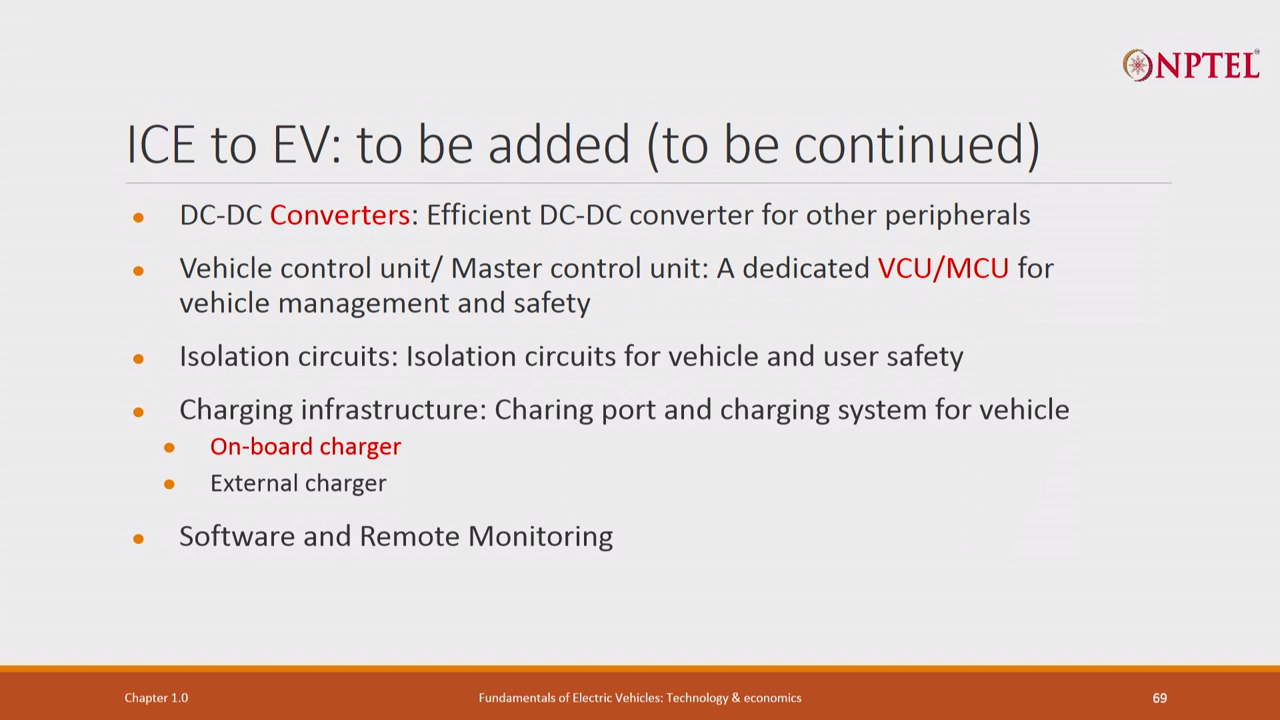 NPTEL
ICE to EV: to be added (to be continued)
DC-DC Converters: Efficient DC-DC converter for other peripherals
Vehicle control unit/ Master control unit: A dedicated VCU/MCU for
vehicle management and safety
Isolation circuits: Isolation circuits for vehicle and user safety
Charging infrastructure: Charing port and charging system for vehicle
On-board charger
External charger
Software and Remote Monitoring
Chapter 1.0
Fundamentals of Electric Vehicles: Technology & economics
69